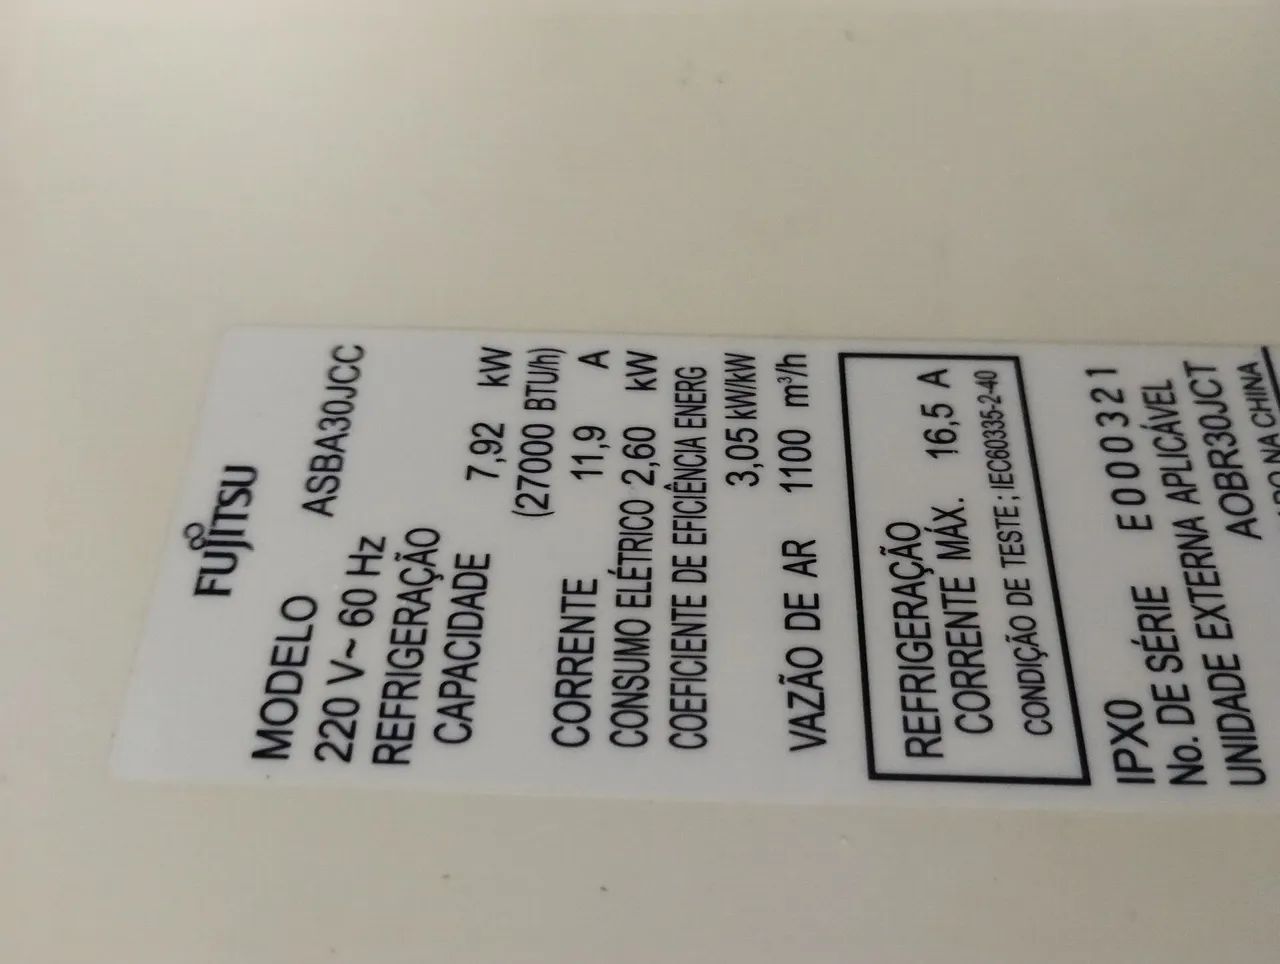 FUJITSU
MODELO ASBA30JCC
220 V~ 60 Hz
REFRIGERAÇÃO
CAPACIDADE 7,92 kW
(27000 BTU/h)
CORRENTE 11,9 A
CONSUMO ELÉTRICO 2,60 kW
COEFICIENTE DE EFICIÊNCIA ENERG
3,05 kW/kW
VAZÃO DE AR 1100 m³/h
REFRIGERAÇÃO
CORRENTE MÁX. 16,5 A
CONDIÇÃO DE TESTE ; IEC60335-2-40
IPX0
No. DE SÉRIE E000321
UNIDADE EXTERNA APLICÁVEL
AOBR30JCT
NA CHINA